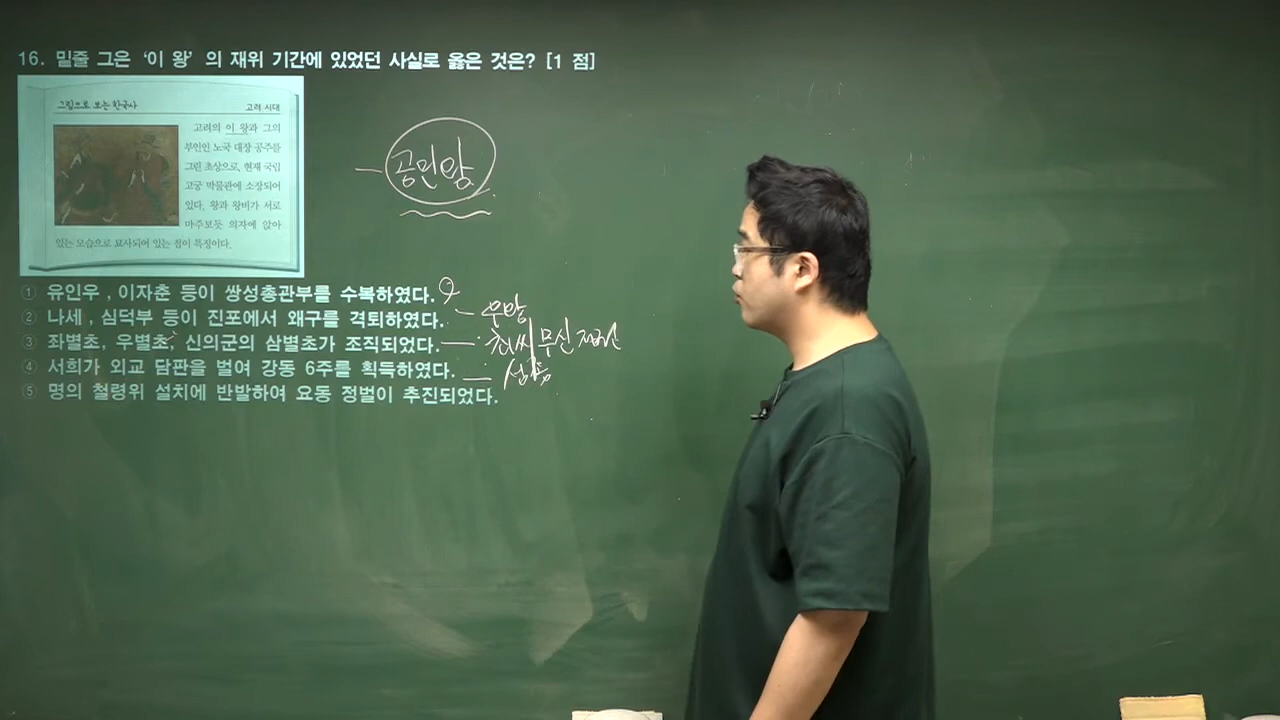 16. 밑줄 그은 ‘이 왕’ 의 재위 기간에 있었던 사실로 옳은 것은? [1 점]
그림으로 보는 한국사
고려 시대
고려의 이 왕과 그의
부인인 노국 대장 공주를
그린 초상으로, 현재 국립
고궁 박물관에 소장되어
있다. 왕과 왕비가 서로
마주보듯 의자에 앉아
있는 모습으로 묘사되어 있는 점이 특징이다.
공민왕
① 유인우 , 이자춘 등이 쌍성총관부를 수복하였다.
② 나세 , 심덕부 등이 진포에서 왜구를 격퇴하였다.
우왕
③ 좌별초, 우별초, 신의군의 삼별초가 조직되었다.
최씨 무신 정권
④ 서희가 외교 담판을 벌여 강동 6주를 획득하였다.
성종
⑤ 명의 철령위 설치에 반발하여 요동 정벌이 추진되었다.